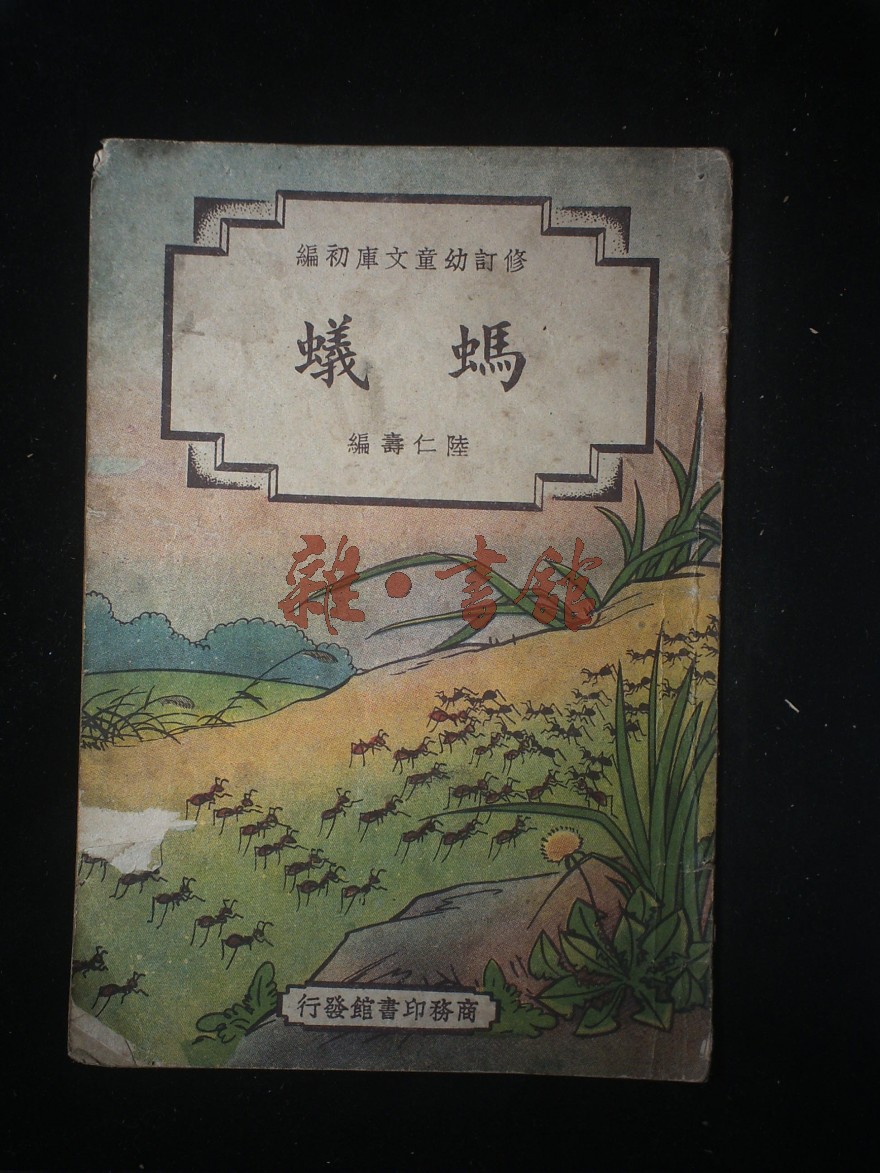 修訂幼童文庫初編
螞蟻
陸仁壽編
雜·書館
商務印書館發行